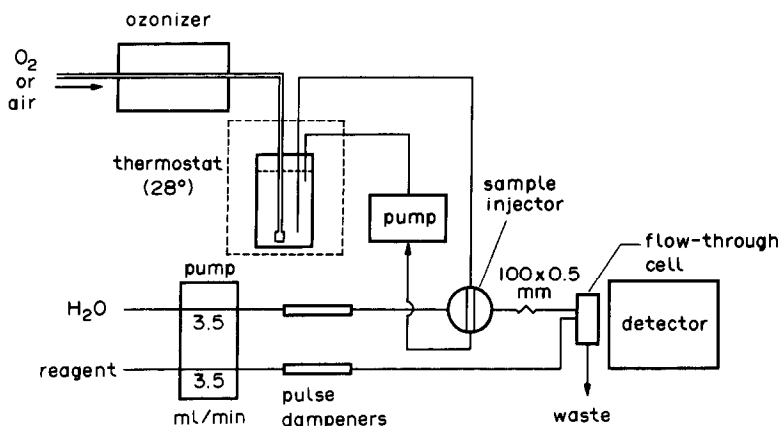 ozonizer
O2
or
air
thermostat
(28°)
pump
sample
injector
flow-through
cell
100 x 0.5
mm
pump
H2O
3.5
detector
reagent
3.5
ml/min
pulse
dampeners
waste